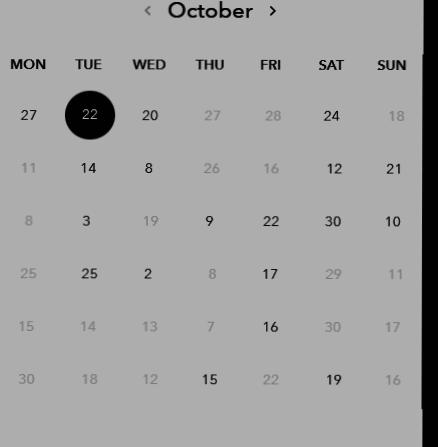 ‹ October ›
MON TUE WED THU FRI SAT SUN
27 22 20 27 28 24 18
11 14 8 26 16 12 21
8 3 19 9 22 30 10
25 25 2 8 17 29 11
15 14 13 7 16 30 17
30 18 12 15 22 19 16